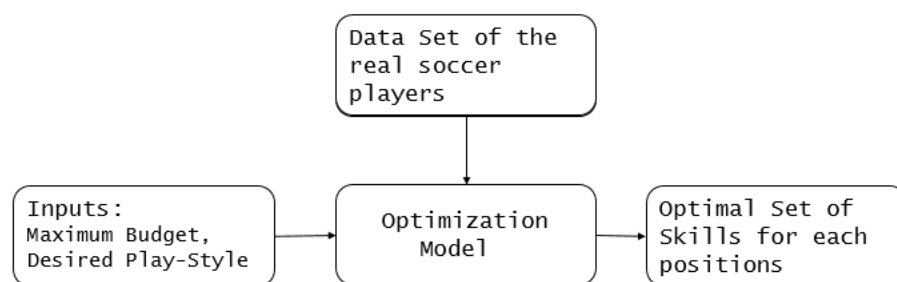 Data Set of the
real soccer
players
Inputs:
Maximum Budget,
Desired Play-Style
Optimization
Model
Optimal Set of
Skills for each
positions